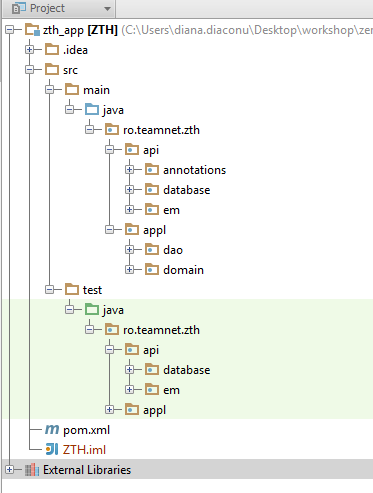 Project
zth_app [ZTH] (C:\Users\diana.diaconu\Desktop\workshop\zer
.idea
src
main
java
ro.teamnet.zth
api
annotations
database
em
appl
dao
domain
test
java
ro.teamnet.zth
api
database
em
appl
pom.xml
ZTH.iml
External Libraries